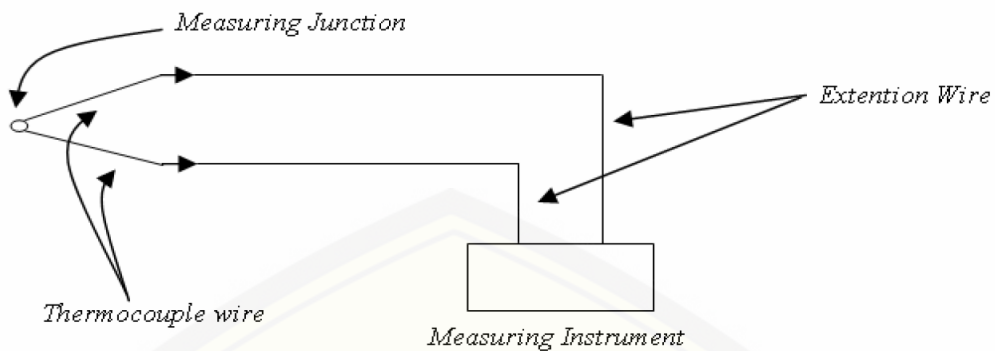 Measuring Junction
Extention Wire
Thermocouple wire
Measuring Instrument